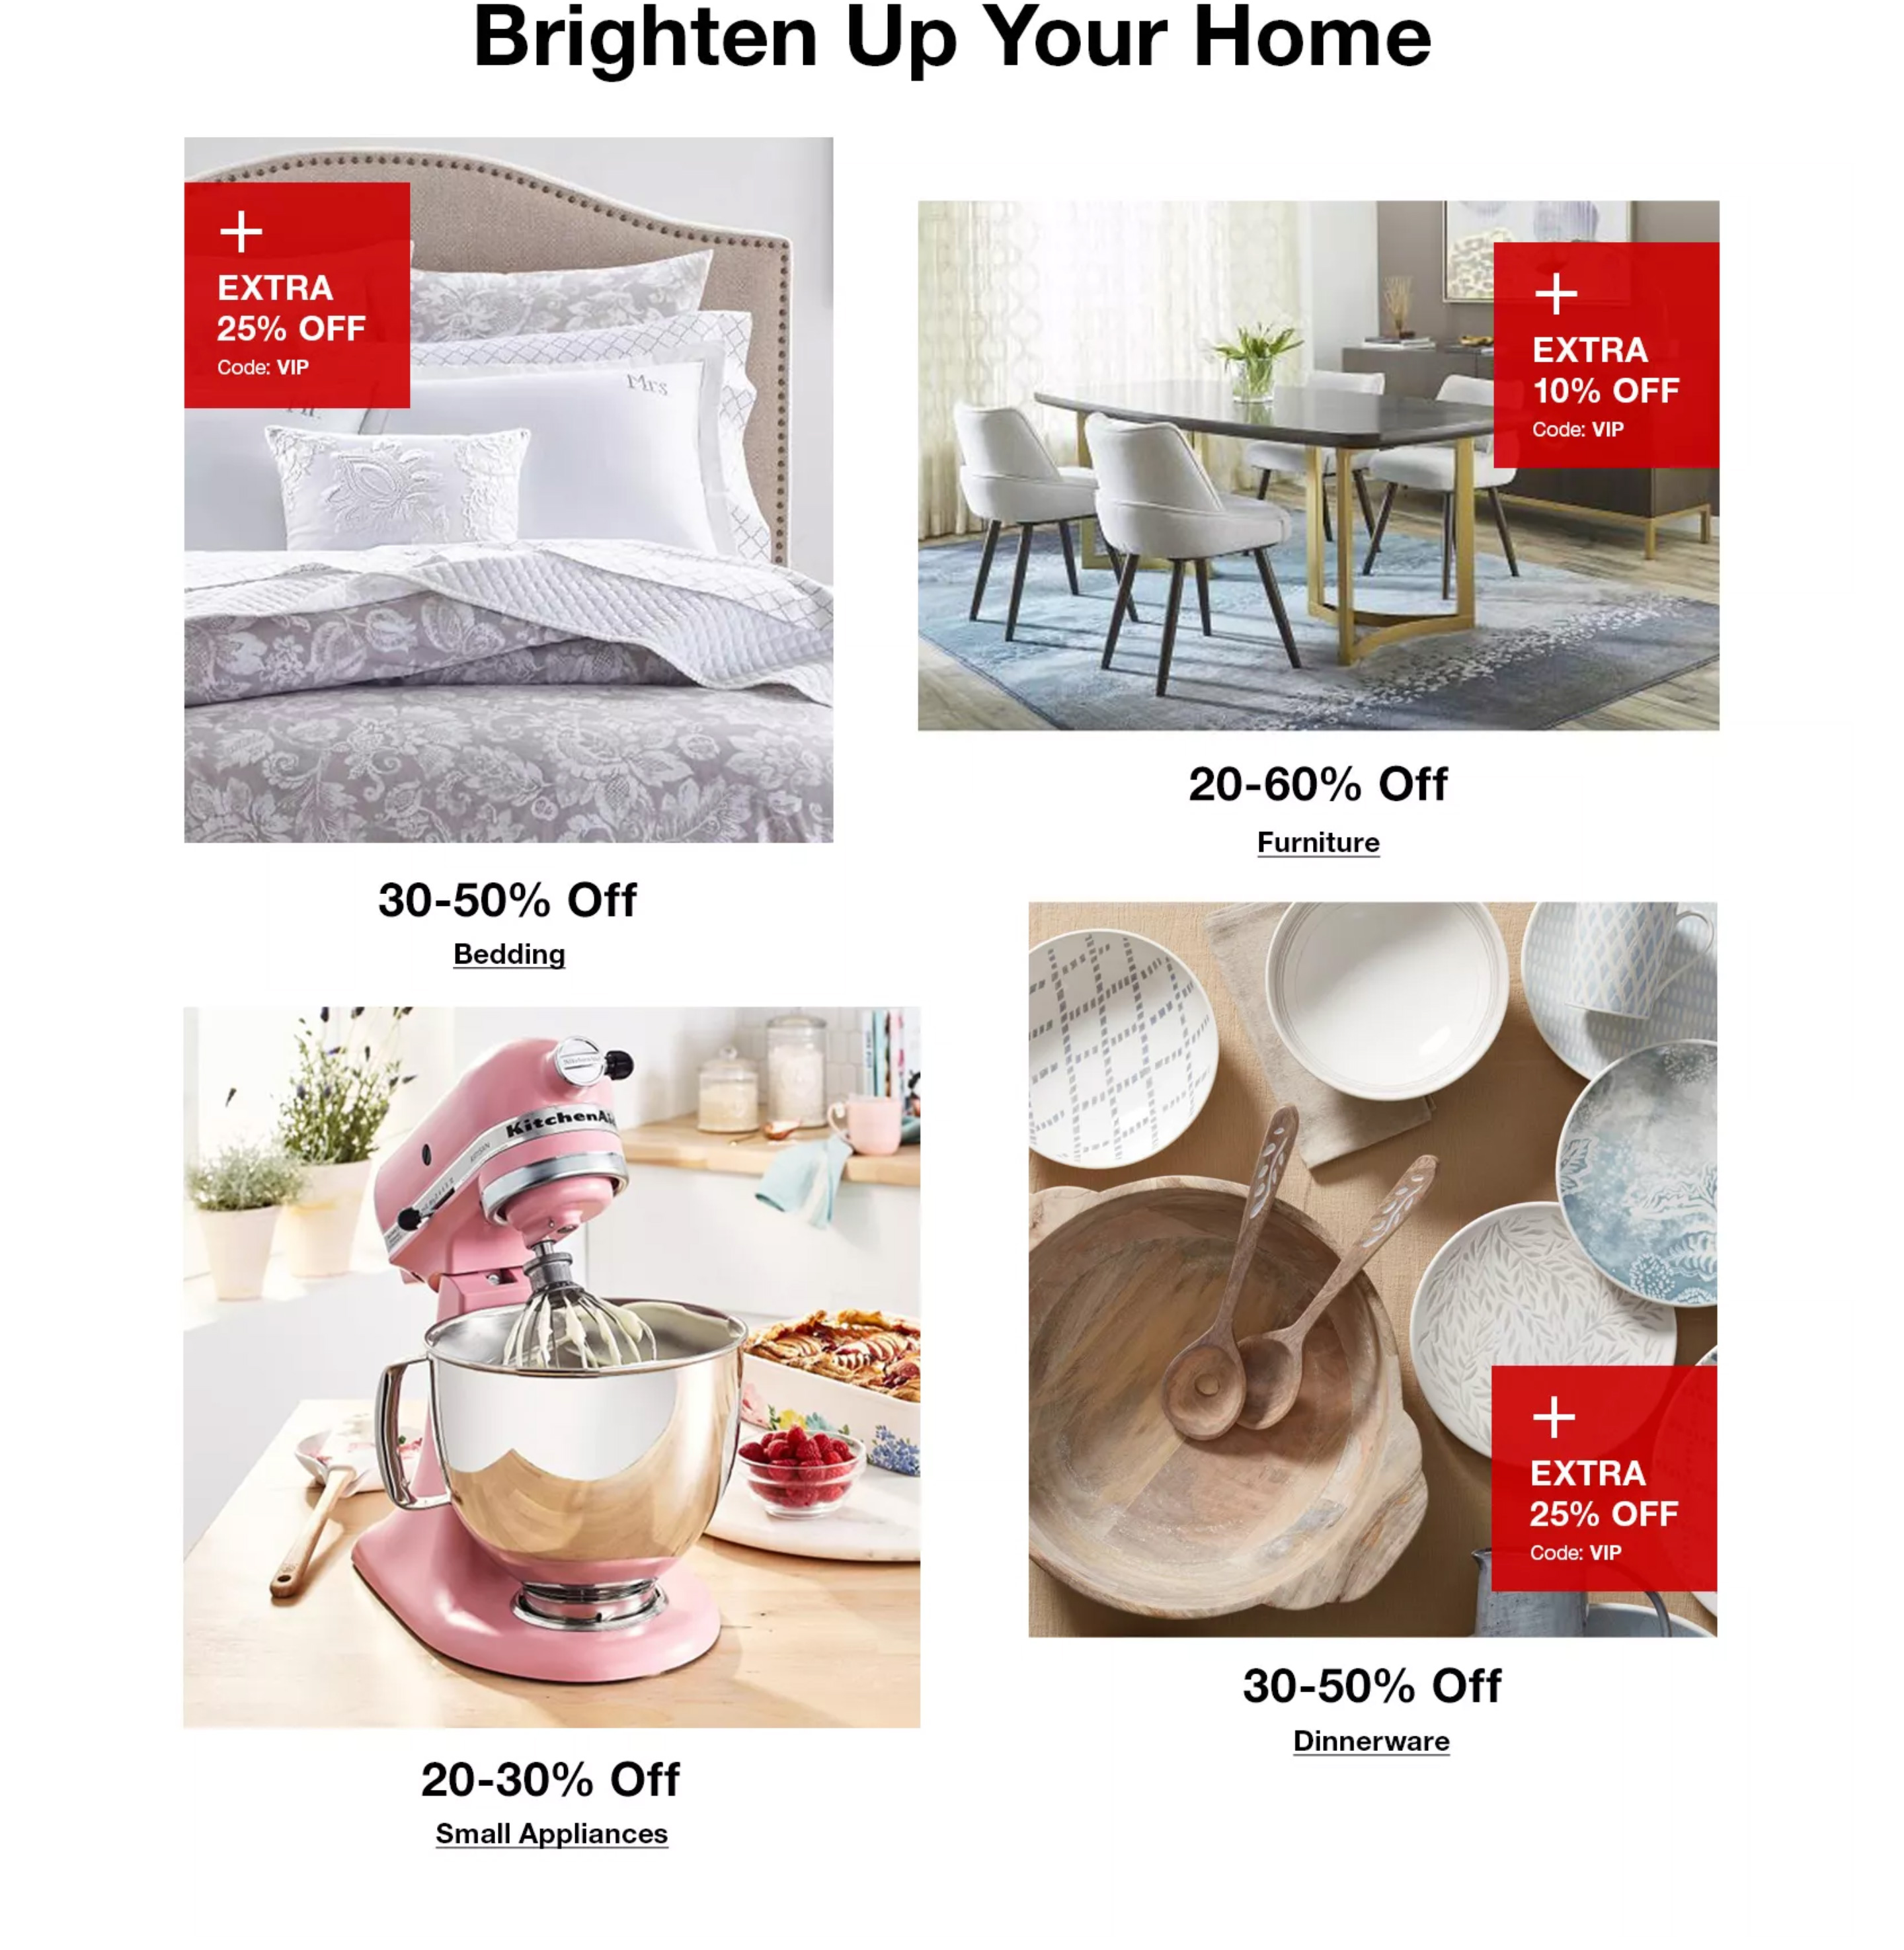 Brighten Up Your Home
+
EXTRA
25% OFF
Code: VIP
Mrs
30-50% Off
Bedding
+
EXTRA
10% OFF
Code: VIP
20-60% Off
Furniture
KitchenAi
20-30% Off
Small Appliances
+
EXTRA
25% OFF
Code: VIP
30-50% Off
Dinnerware